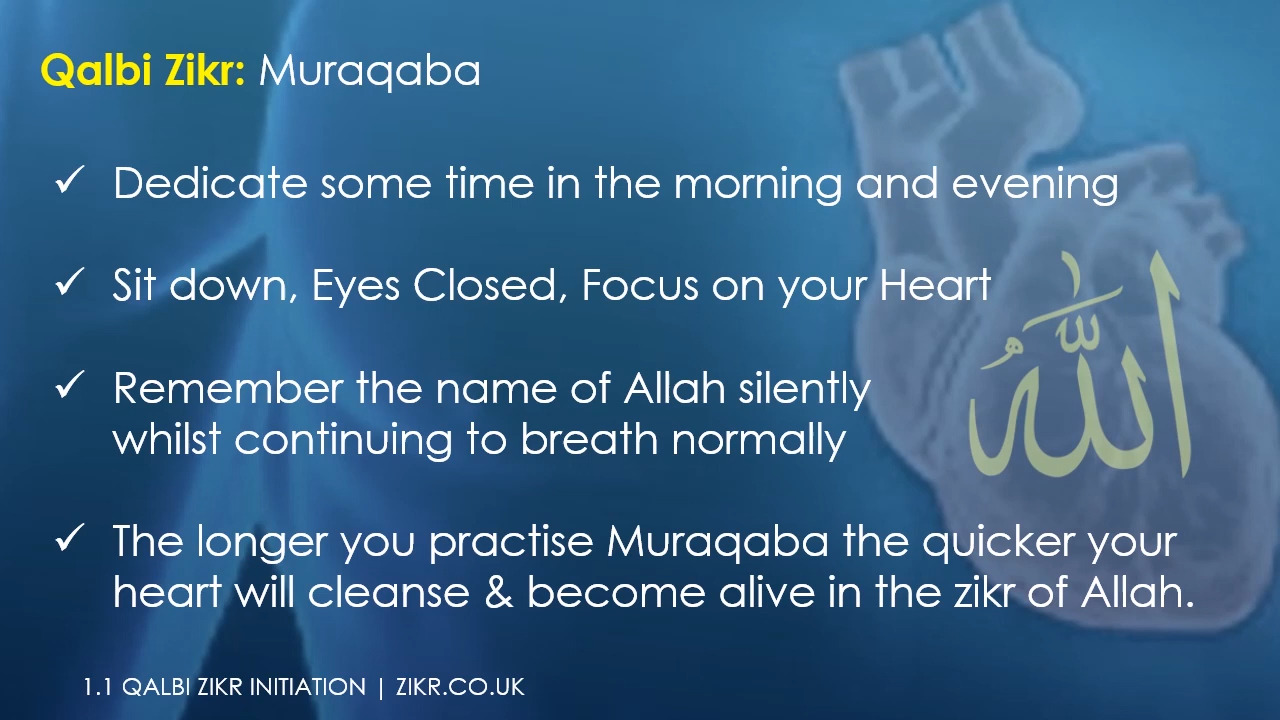 Qalbi Zikr: Muraqaba
✓ Dedicate some time in the morning and evening
✓ Sit down, Eyes Closed, Focus on your Heart
✓ Remember the name of Allah silently
whilst continuing to breath normally
الله
✓ The longer you practise Muraqaba the quicker your
heart will cleanse & become alive in the zikr of Allah.
1.1 QALBI ZIKR INITIATION | ZIKR.CO.UK